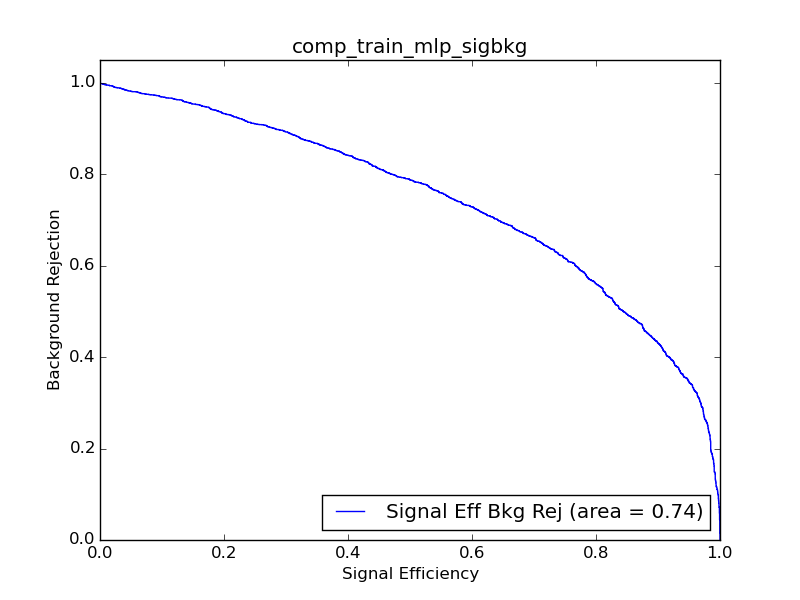 comp_train_mlp_sigbkg
1.0
0.8
0.6
0.4
0.2
0.0
Background Rejection
Signal Eff Bkg Rej (area = 0.74)
0.0 0.2 0.4 0.6 0.8 1.0
Signal Efficiency